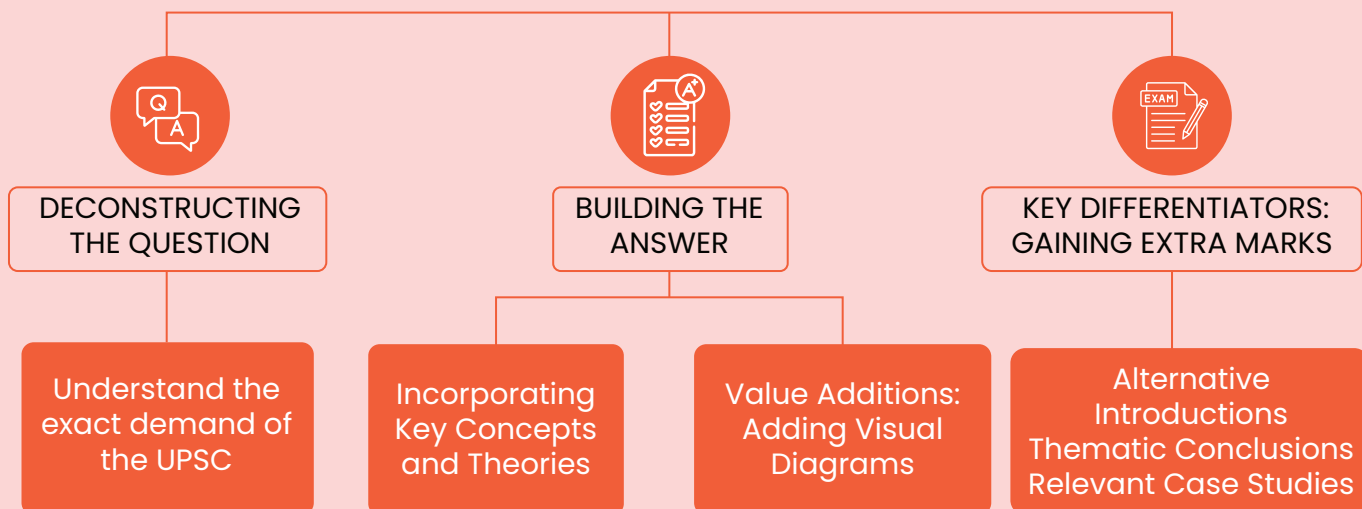 Q
A
A+
EXAM
DECONSTRUCTING
THE QUESTION
BUILDING THE
ANSWER
KEY DIFFERENTIATORS:
GAINING EXTRA MARKS
Understand the
exact demand of
the UPSC
Incorporating
Key Concepts
and Theories
Value Additions:
Adding Visual
Diagrams
Alternative
Introductions
Thematic Conclusions
Relevant Case Studies